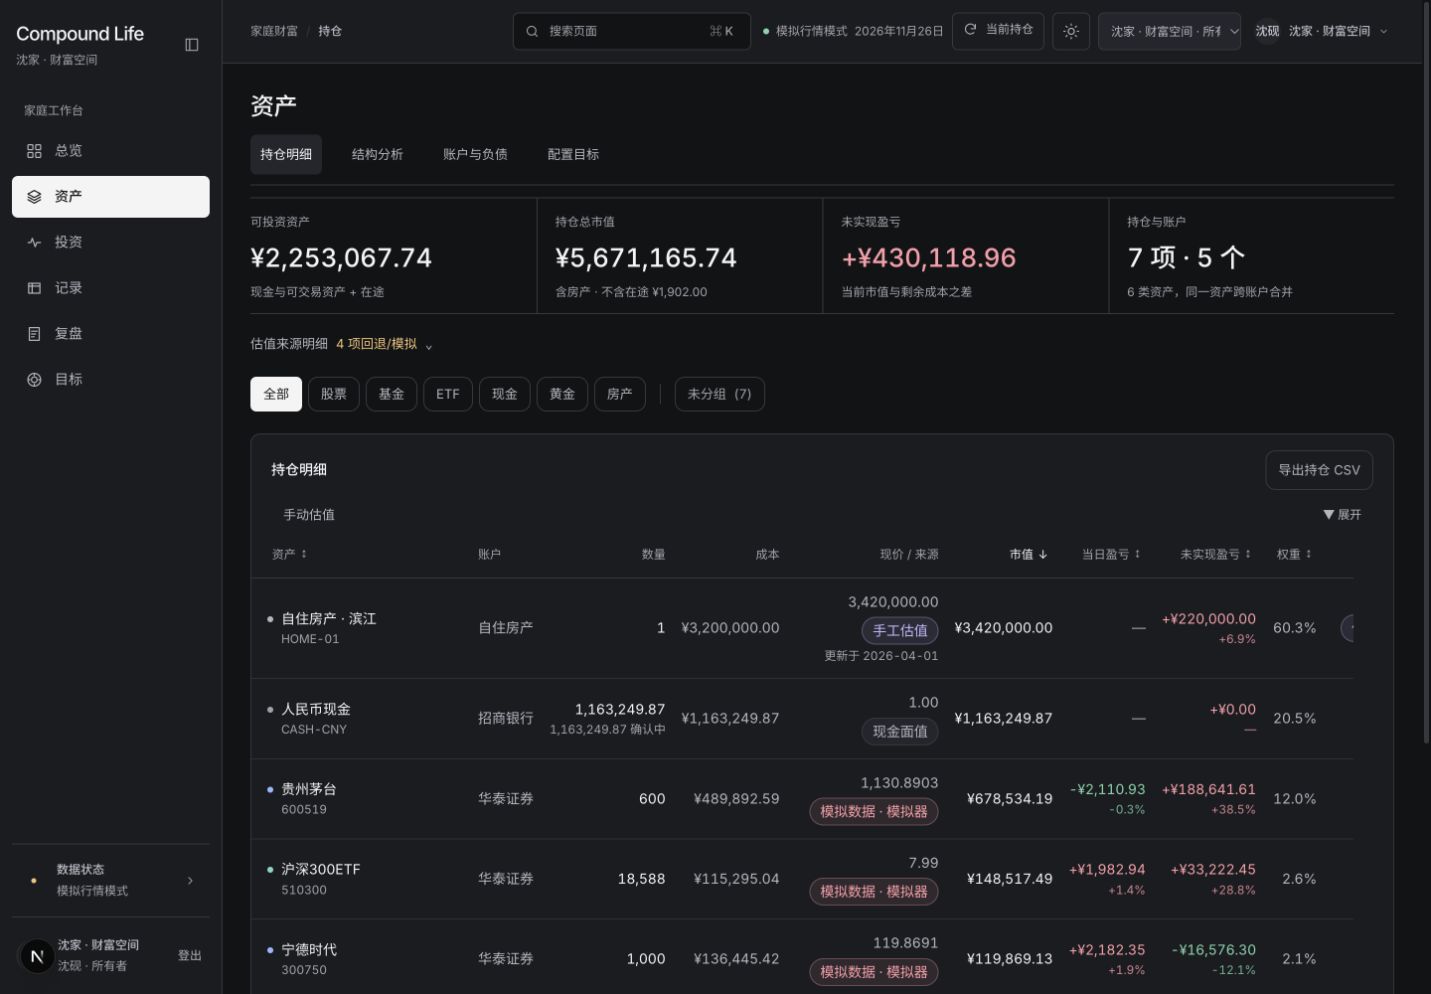 Compound Life
沈家 · 财富空间
家庭工作台
总览
资产
投资
记录
复盘
目标
数据状态
模拟行情模式
N
沈家 · 财富空间
沈砚 · 所有者
登出
家庭财富 / 持仓
搜索页面 ⌘K
模拟行情模式 2026年11月26日
当前持仓
沈家 · 财富空间 · 所
沈砚 沈家 · 财富空间
资产
持仓明细 结构分析 账户与负债 配置目标
可投资资产
¥2,253,067.74
现金与可交易资产 + 在途
持仓总市值
¥5,671,165.74
含房产 · 不含在途 ¥1,902.00
未实现盈亏
+¥430,118.96
当前市值与剩余成本之差
持仓与账户
7 项 · 5 个
6 类资产，同一资产跨账户合并
估值来源明细 4 项回退/模拟
全部 股票 基金 ETF 现金 黄金 房产 未分组 (7)
持仓明细
导出持仓 CSV
手动估值
▼展开
资产 ↕ 账户 数量 成本 现价 / 来源 市值 ↓ 当日盈亏 ↕ 未实现盈亏 ↕ 权重 ↕
自住房产 · 滨江
HOME-01
自住房产
1
¥3,200,000.00
3,420,000.00
手工估值
更新于 2026-04-01
¥3,420,000.00
—
+¥220,000.00
+6.9%
60.3%
人民币现金
CASH-CNY
招商银行
1,163,249.87
1,163,249.87 确认中
¥1,163,249.87
1.00
现金面值
¥1,163,249.87
—
+¥0.00
—
20.5%
贵州茅台
600519
华泰证券
600
¥489,892.59
1,130.8903
模拟数据 · 模拟器
¥678,534.19
-¥2,110.93
-0.3%
+¥188,641.61
+38.5%
12.0%
沪深300ETF
510300
华泰证券
18,588
¥115,295.04
7.99
模拟数据 · 模拟器
¥148,517.49
+¥1,982.94
+1.4%
+¥33,222.45
+28.8%
2.6%
宁德时代
300750
华泰证券
1,000
¥136,445.42
119.8691
模拟数据 · 模拟器
¥119,869.13
+¥2,182.35
+1.9%
-¥16,576.30
-12.1%
2.1%